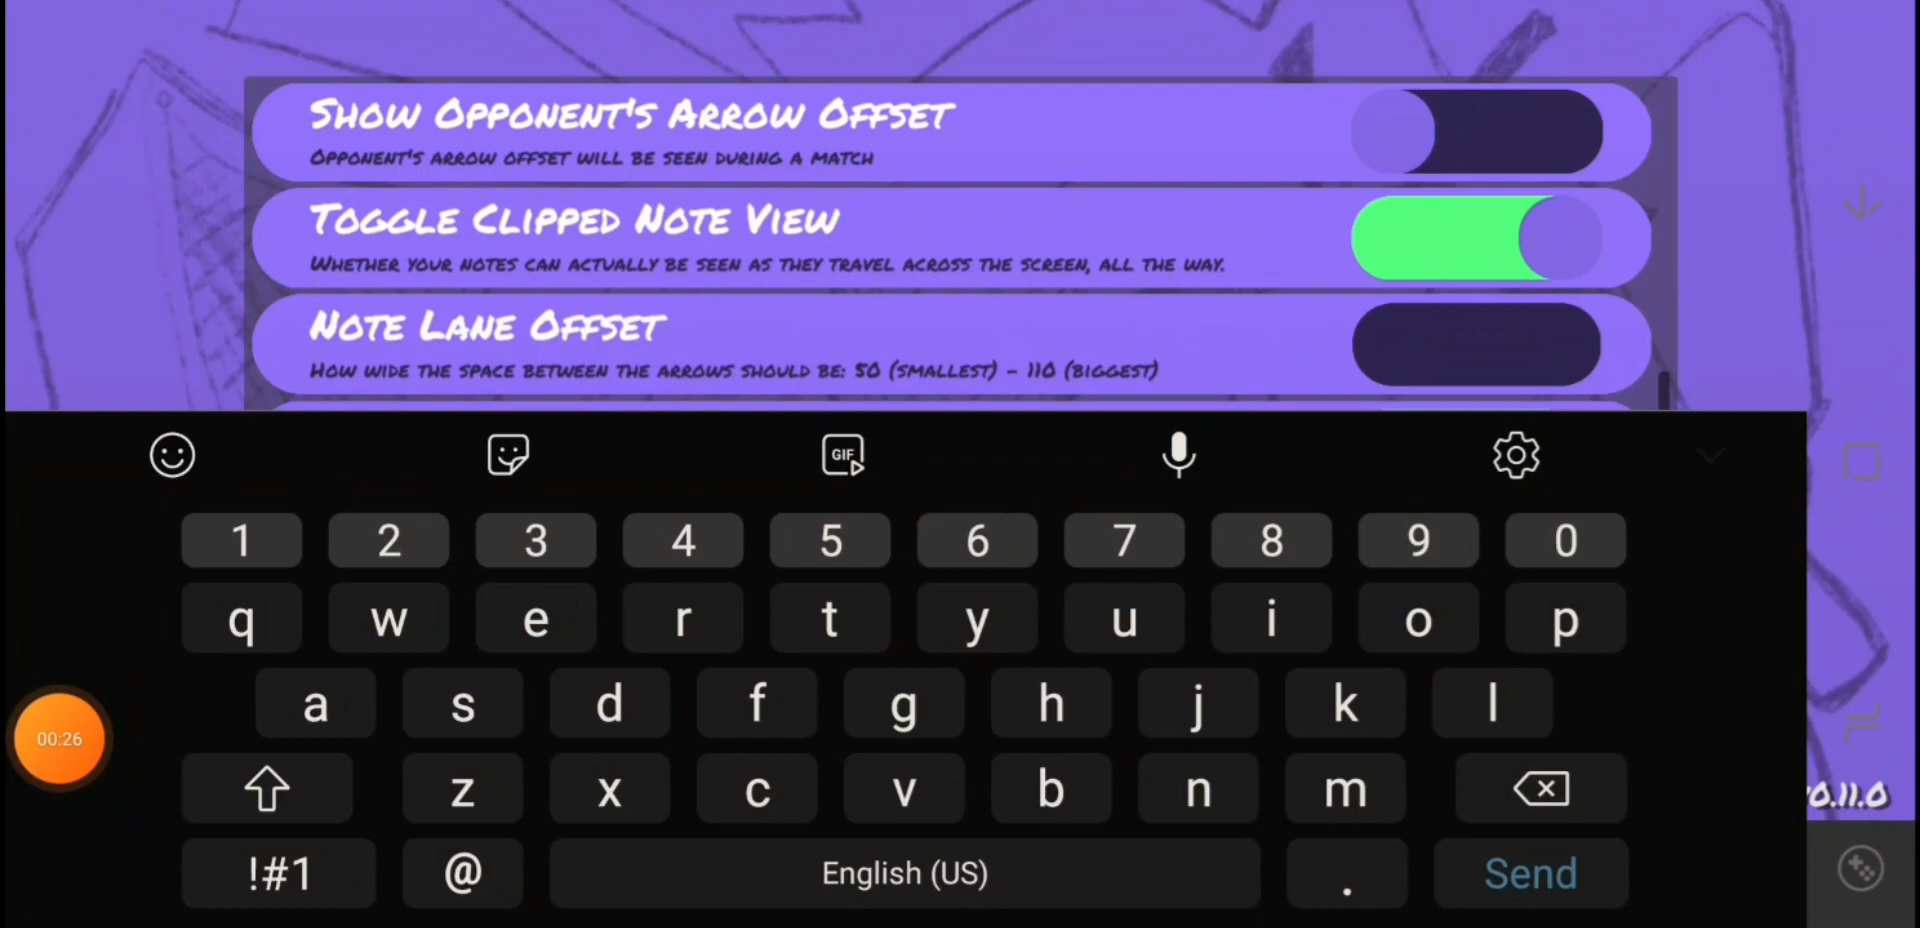 Show Opponent's Arrow Offset
Opponent's arrow offset will be seen during a match
Toggle Clipped Note View
Whether your notes can actually be seen as they travel across the screen, all the way.
Note Lane Offset
How wide the space between the arrows should be: 50 (smallest) - 110 (biggest)
GIF
1 2 3 4 5 6 7 8 9 0
q w e r t y u i o p
a s d f g h j k l
00:26
z x c v b n m
v0.11.0
!#1 @ English (US) . Send